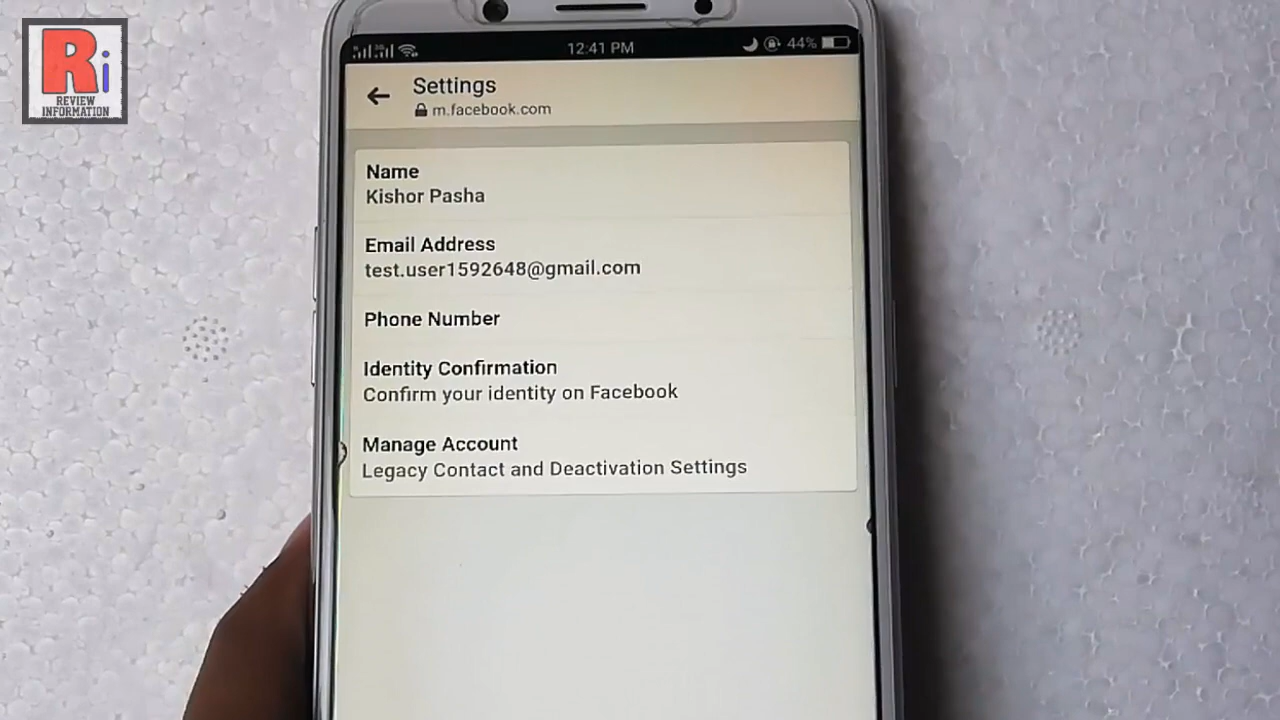 Ri
REVIEW
INFORMATION
12:41 PM
44%
Settings
m.facebook.com
Name
Kishor Pasha
Email Address
test.user1592648@gmail.com
Phone Number
Identity Confirmation
Confirm your identity on Facebook
Manage Account
Legacy Contact and Deactivation Settings